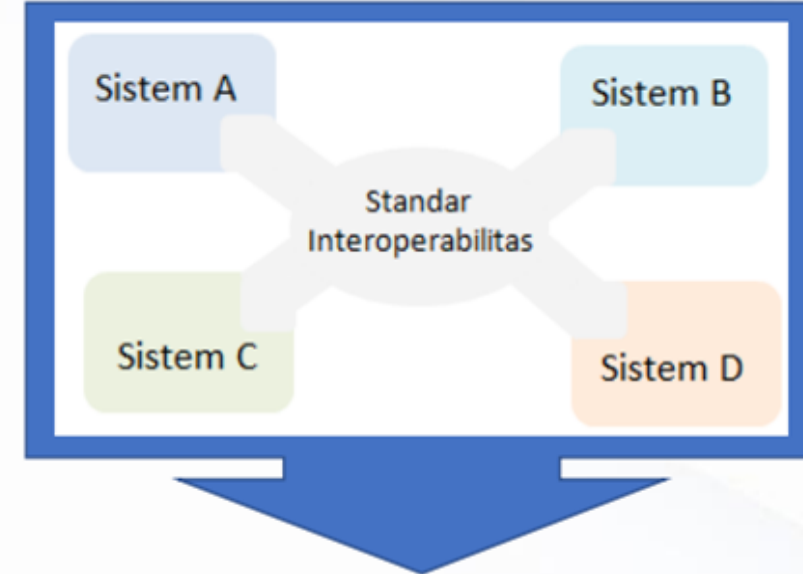 Sistem A
Sistem B
Standar
Interoperabilitas
Sistem C
Sistem D